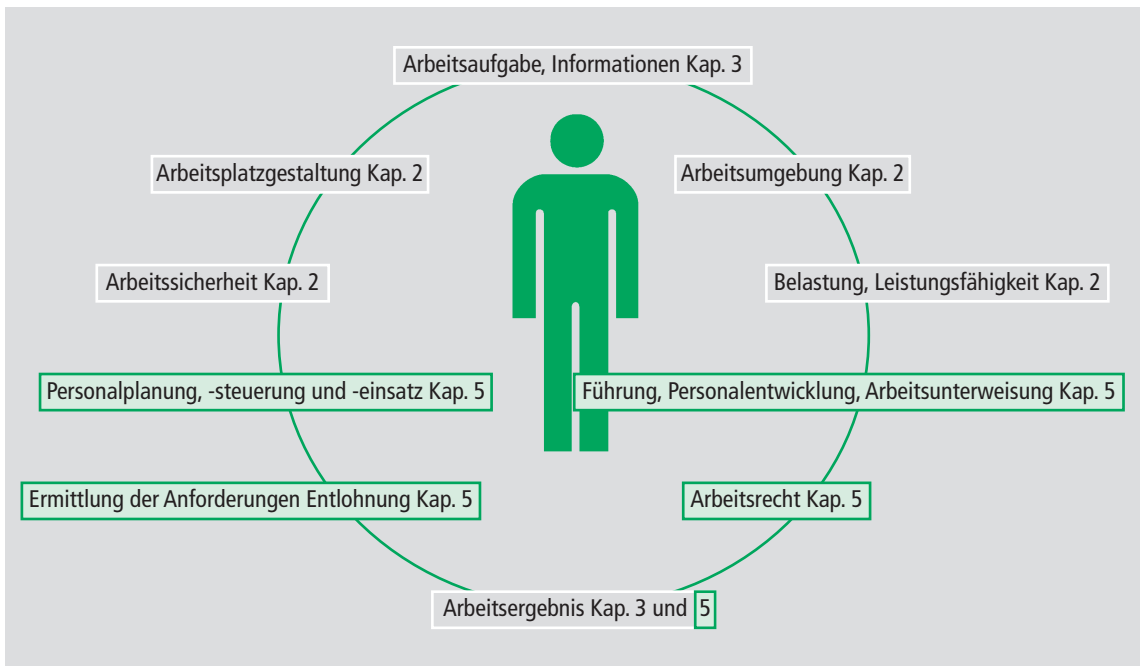 Arbeitsaufgabe, Informationen Kap. 3
Arbeitsplatzgestaltung Kap. 2
Arbeitsumgebung Kap. 2
Arbeitssicherheit Kap. 2
Belastung, Leistungsfähigkeit Kap. 2
Personalplanung, -steuerung und -einsatz Kap. 5
Führung, Personalentwicklung, Arbeitsunterweisung Kap. 5
Ermittlung der Anforderungen Entlohnung Kap. 5
Arbeitsrecht Kap. 5
Arbeitsergebnis Kap. 3 und 5